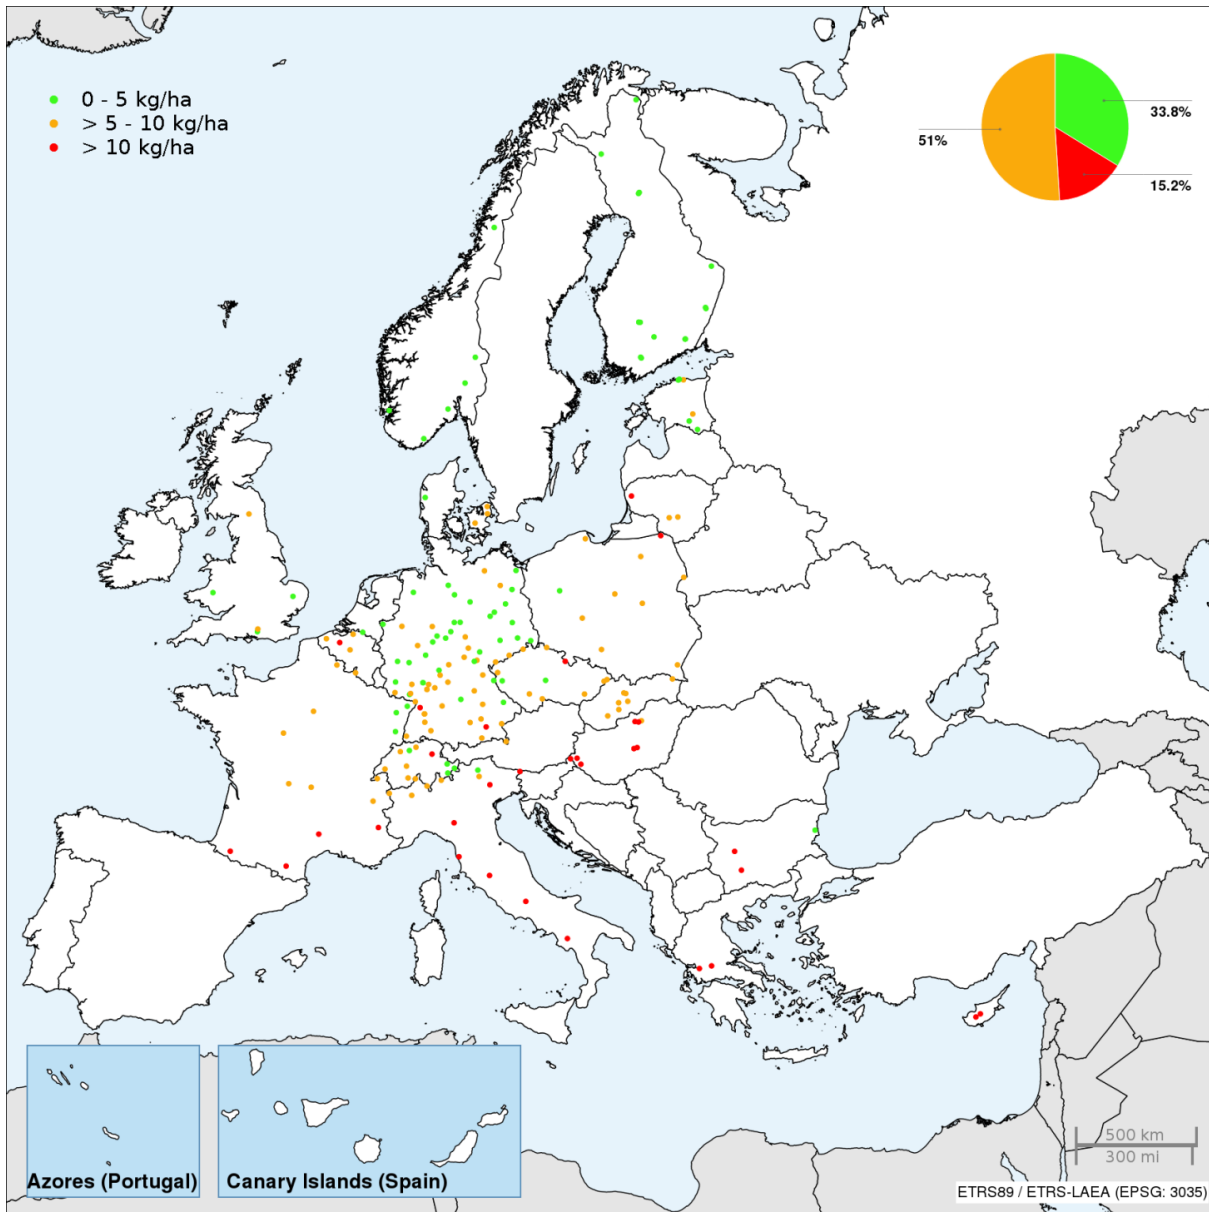 0 - 5 kg/ha
> 5 - 10 kg/ha
> 10 kg/ha
33.8%
51%
15.2%
500 km
300 mi
Azores (Portugal)
Canary Islands (Spain)
ETRS89 / ETRS-LAEA (EPSG: 3035)